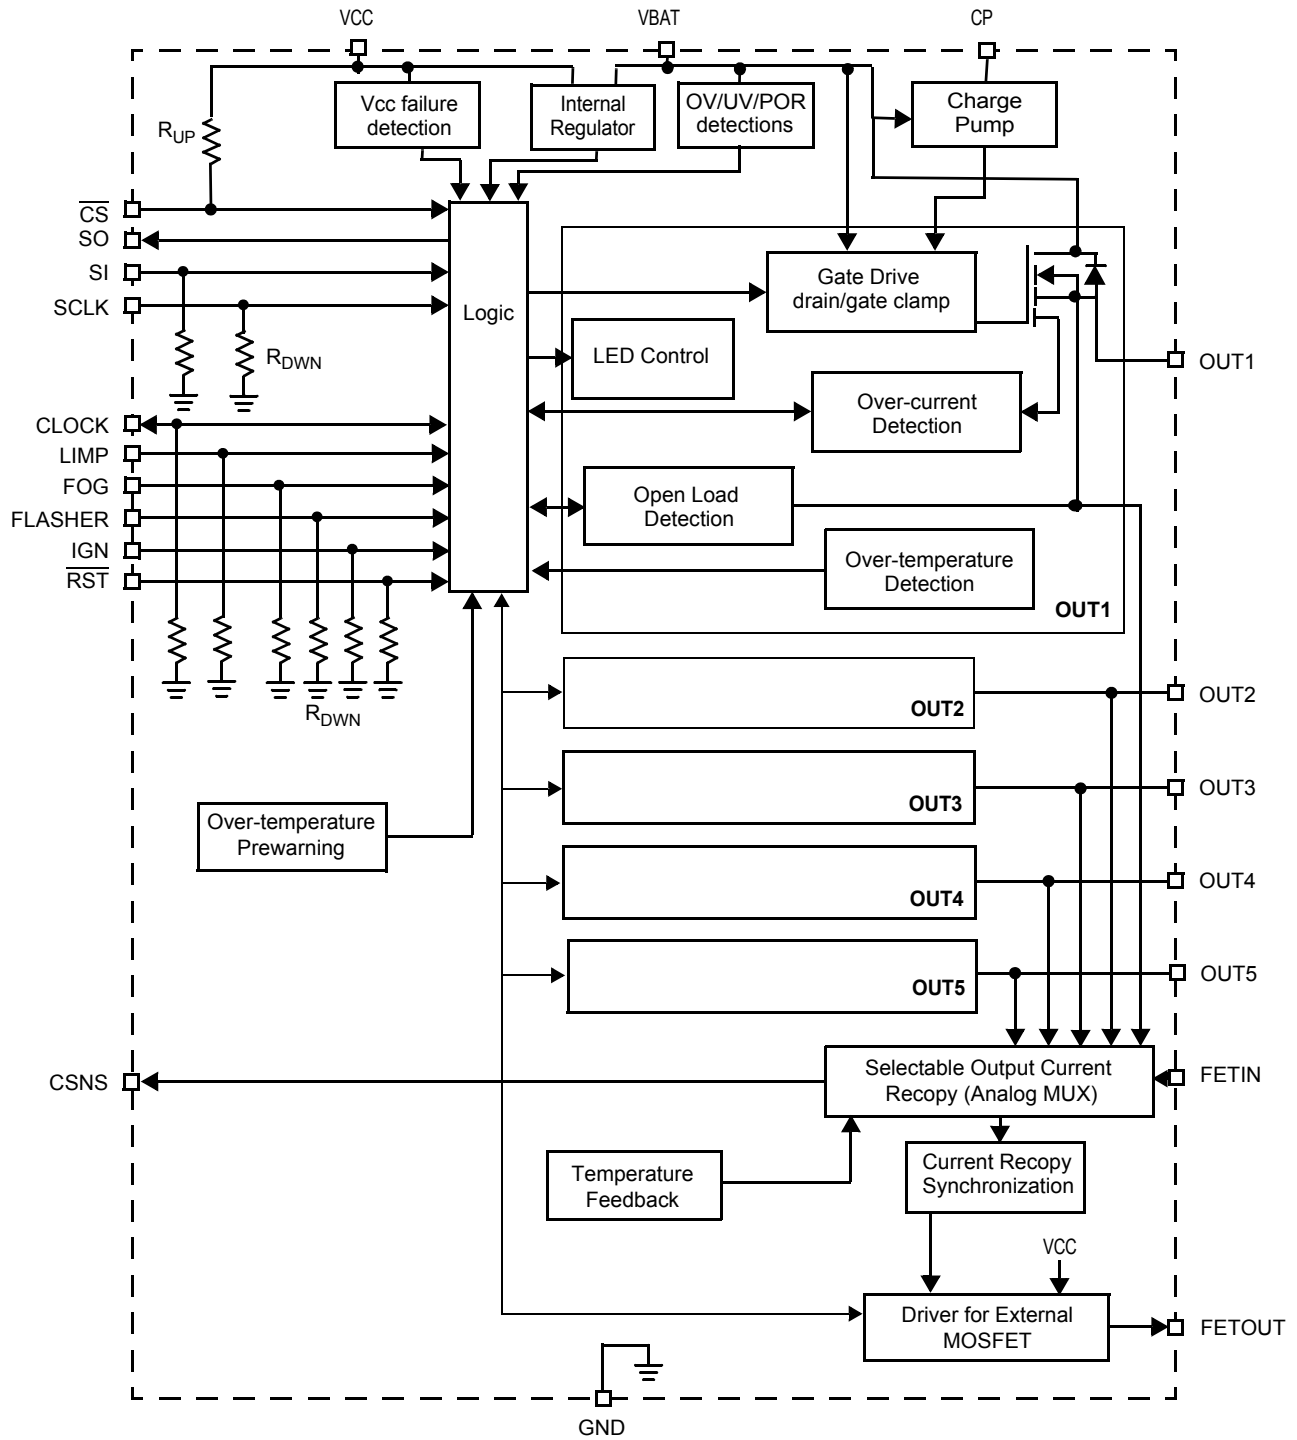 VCC
VBAT
CP
Vcc failure
detection
Internal
Regulator
OV/UV/POR
detections
Charge
Pump
RUP
CS
SO
SI
SCLK
RDWN
Logic
Gate Drive
drain/gate clamp
LED Control
OUT1
Over-current
Detection
CLOCK
LIMP
FOG
FLASHER
IGN
RST
Open Load
Detection
Over-temperature
Detection
OUT1
RDWN
OUT2
OUT2
OUT3
OUT3
Over-temperature
Prewarning
OUT4
OUT4
OUT5
OUT5
CSNS
Selectable Output Current
Recopy (Analog MUX)
FETIN
Temperature
Feedback
Current Recopy
Synchronization
VCC
Driver for External
MOSFET
FETOUT
GND